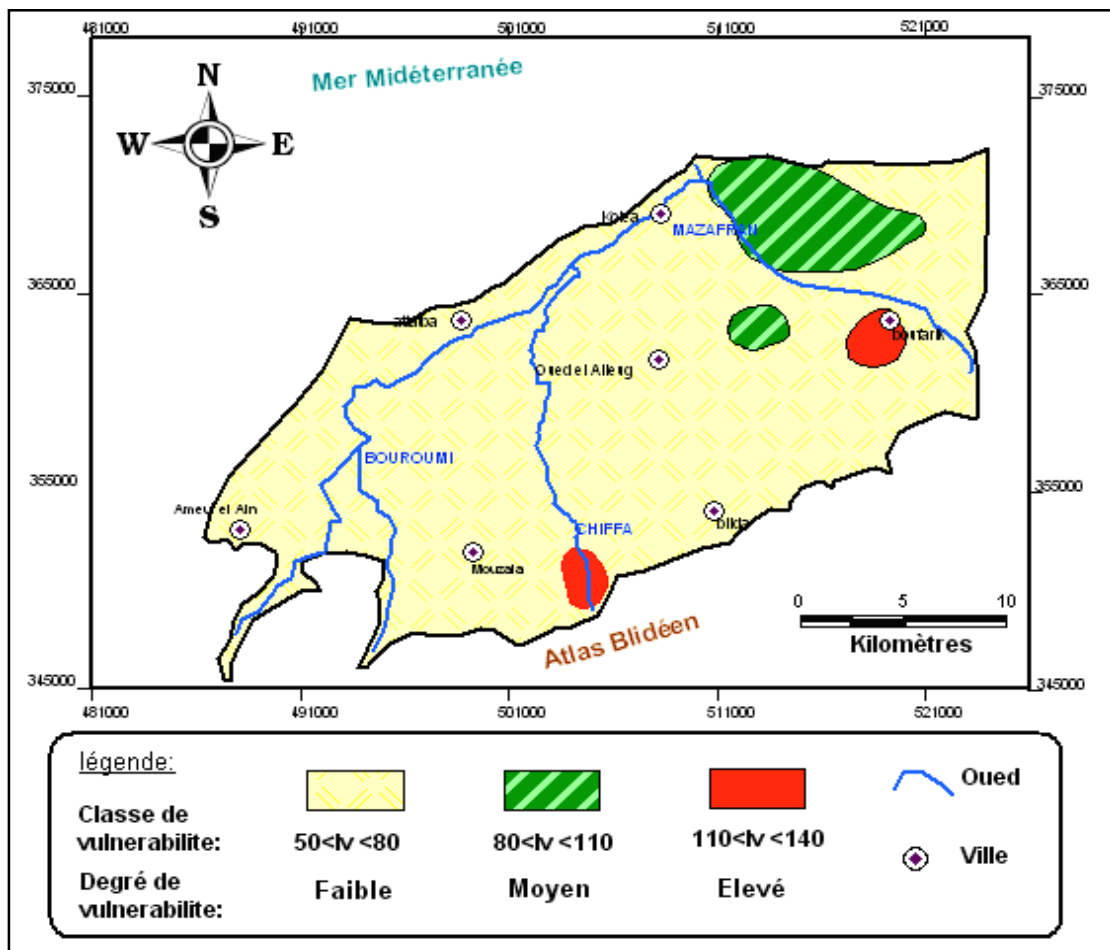 481000 491000 501000 511000 521000
Mer Midéterranée
375000 375000
N
W E
S
Kolea
MAZAFRAN
365000 365000
attatba
boufarik
Oued el Alleug
BOUROUMI
355000 355000
Ameur el Ain
blida
CHIFFA
Mouzaia
0 5 10
Kilomètres
Atlas Blidéen
345000 345000
481000 491000 501000 511000 521000
légende:
Classe de
vulnerabilite:
50<Iv<80 80<Iv<110 110<Iv<140
Degré de
vulnerabilite:
Faible Moyen Elevé
Oued
Ville